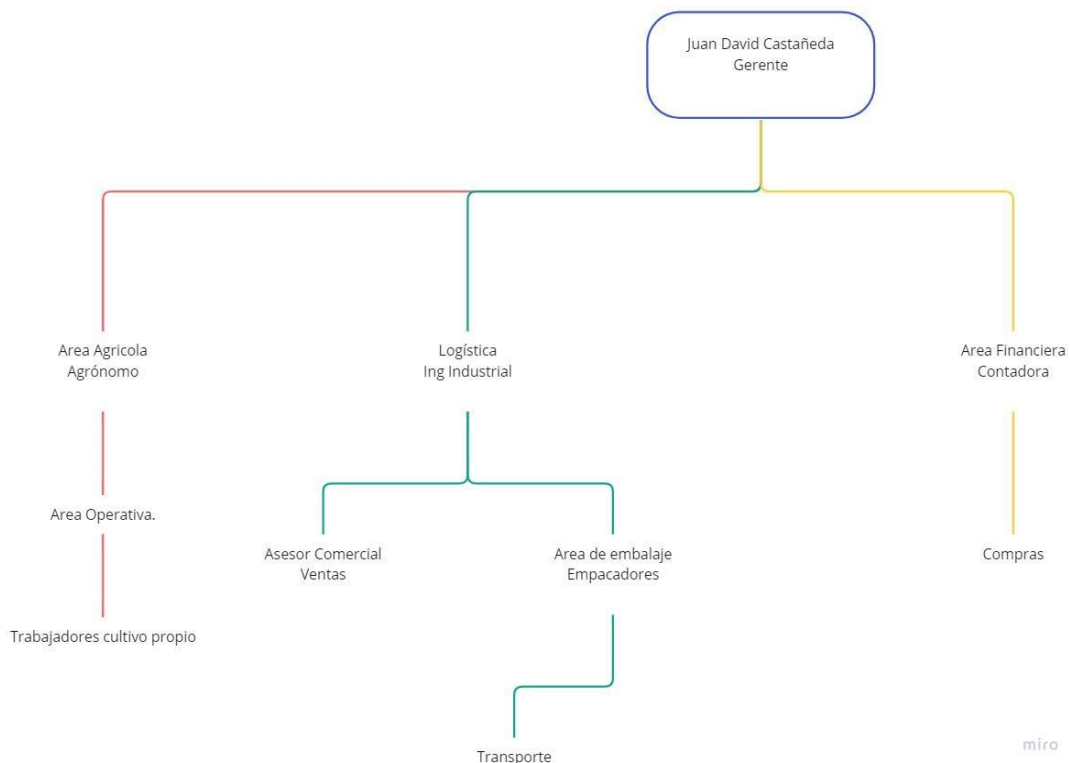 Juan David Castañeda
Gerente
Area Agricola
Agrónomo
Logística
Ing Industrial
Area Financiera
Contadora
Area Operativa.
Asesor Comercial
Ventas
Area de embalaje
Empacadores
Compras
Trabajadores cultivo propio
Transporte
miro